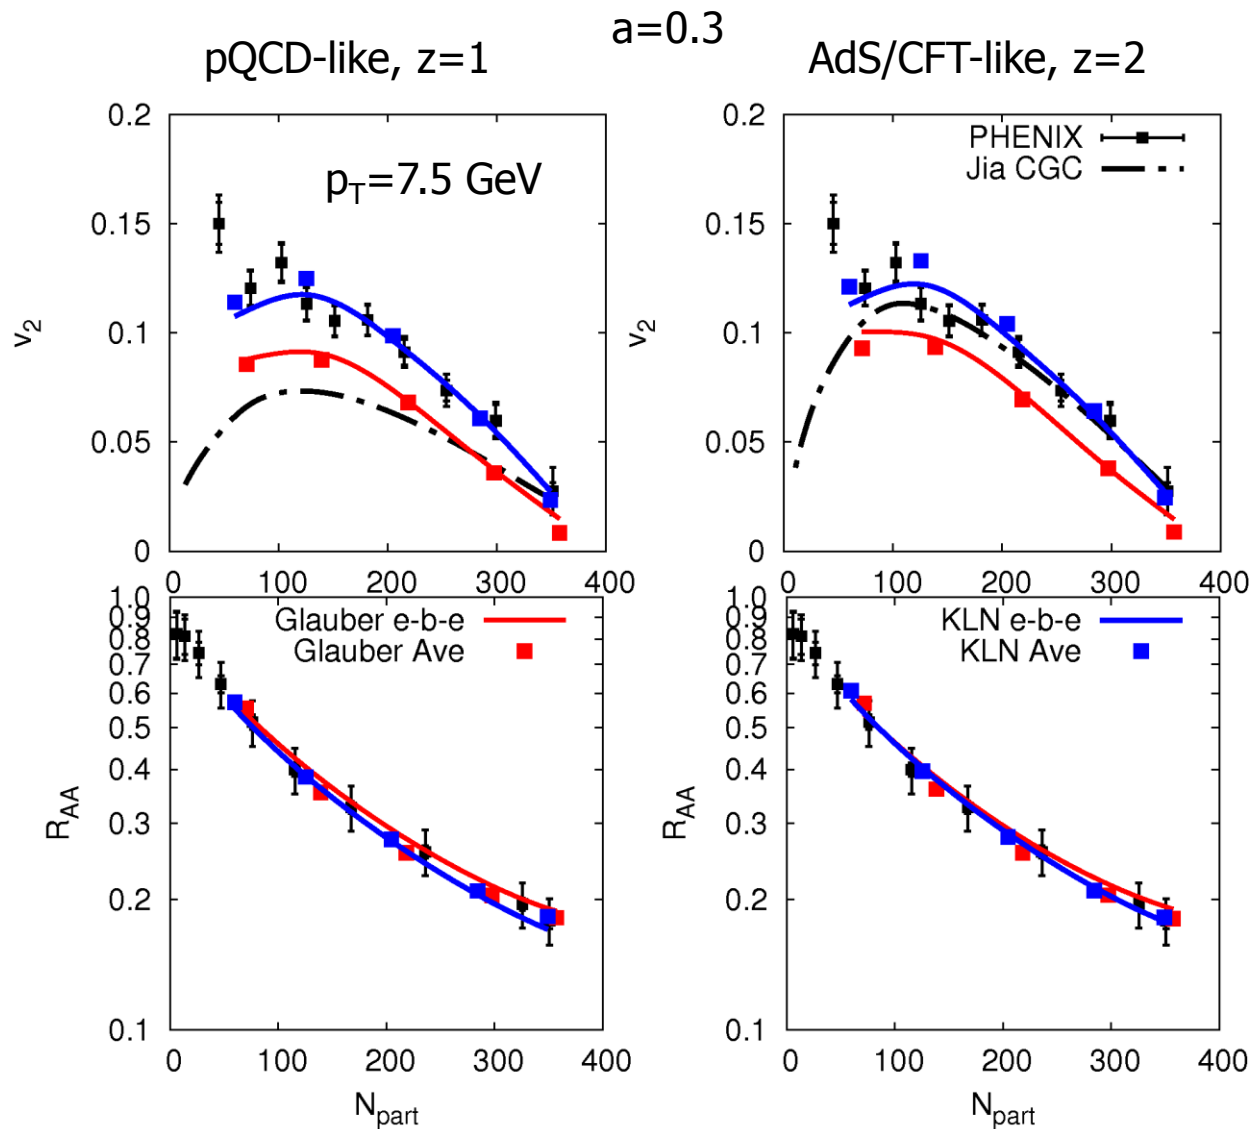 a=0.3
pQCD-like, z=1
AdS/CFT-like, z=2
0.2
0.15
0.1
0.05
0
v2
pT=7.5 GeV
0 100 200 300 400
0.2
0.15
0.1
0.05
0
v2
PHENIX
Jia CGC
0 100 200 300 400
1.0
0.9
0.8
0.7
0.6
0.5
0.4
0.3
0.2
0.1
RAA
Glauber e-b-e
Glauber Ave
0 100 200 300 400
Npart
1.0
0.9
0.8
0.7
0.6
0.5
0.4
0.3
0.2
0.1
RAA
KLN e-b-e
KLN Ave
0 100 200 300 400
Npart